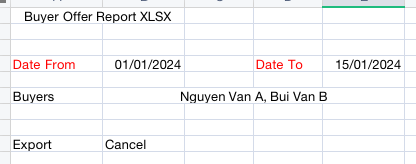 Buyer Offer Report XLSX
Date From 01/01/2024 Date To 15/01/2024
Buyers Nguyen Van A, Bui Van B
Export Cancel